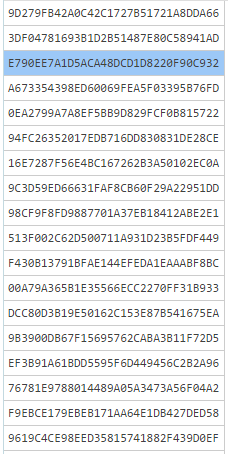 9D279FB42A0C42C1727B51721A8DDA66
3DF04781693B1D2B51487E80C58941AD
E790EE7A1D5ACA48DCD1D8220F90C932
A673354398ED60069FEA5F03395B76FD
0EA2799A7A8EF5BB9D829FCF0B815722
94FC26352017EDB716DD830831DE28CE
16E7287F56E4BC167262B3A50102EC0A
9C3D59ED66631FAF8CB60F29A22951DD
98CF9F8FD9887701A37EB18412ABE2E1
513F002C62D500711A931D23B5FDF449
F430B13791BFAE144EFEDA1EAAABF8BC
00A79A365B1E35566ECC2270FF31B933
DCC80D3B19E50162C153E87B541675EA
9B3900DB67F15695762CABA3B11F72D5
EF3B91A61BDD5595F6D449456C2B2A96
76781E9788014489A05A3473A56F04A2
F9EBCE179EBEB171AA64E1DB427DED58
9619C4CE98EED35815741882F439D0EF